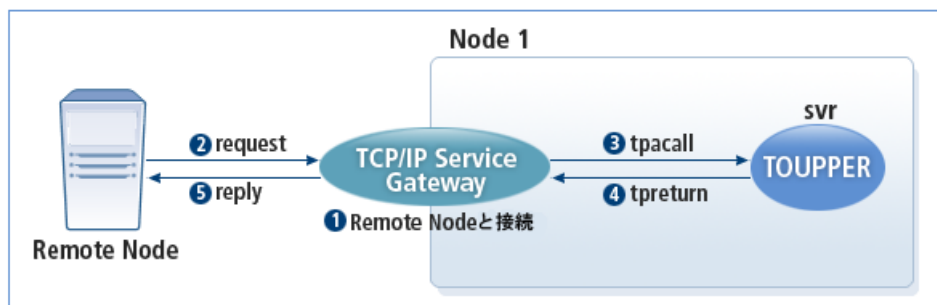 Node 1
svr
❷ request
❸ tpacall
TCP/IP Service
Gateway
TOUPPER
❺ reply
❹ tpreturn
❶ Remote Nodeと接続
Remote Node